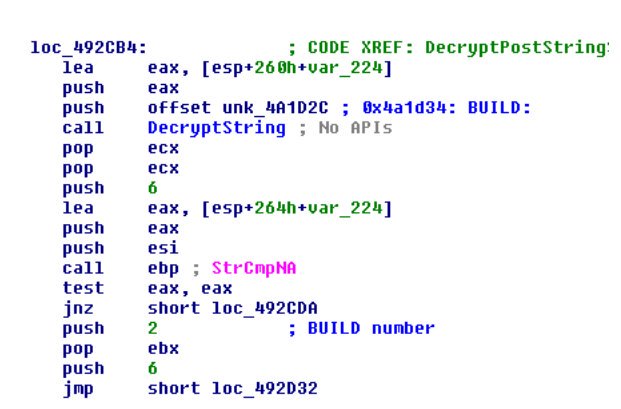 loc_492CB4: ; CODE XREF: DecryptPostString
lea eax, [esp+260h+var_224]
push eax
push offset unk_4A1D2C ; 0x4a1d34: BUILD:
call DecryptString ; No APIs
pop ecx
pop ecx
push 6
lea eax, [esp+264h+var_224]
push eax
push esi
call ebp ; StrCmpNA
test eax, eax
jnz short loc_492CDA
push 2 ; BUILD number
pop ebx
push 6
jmp short loc_492D32